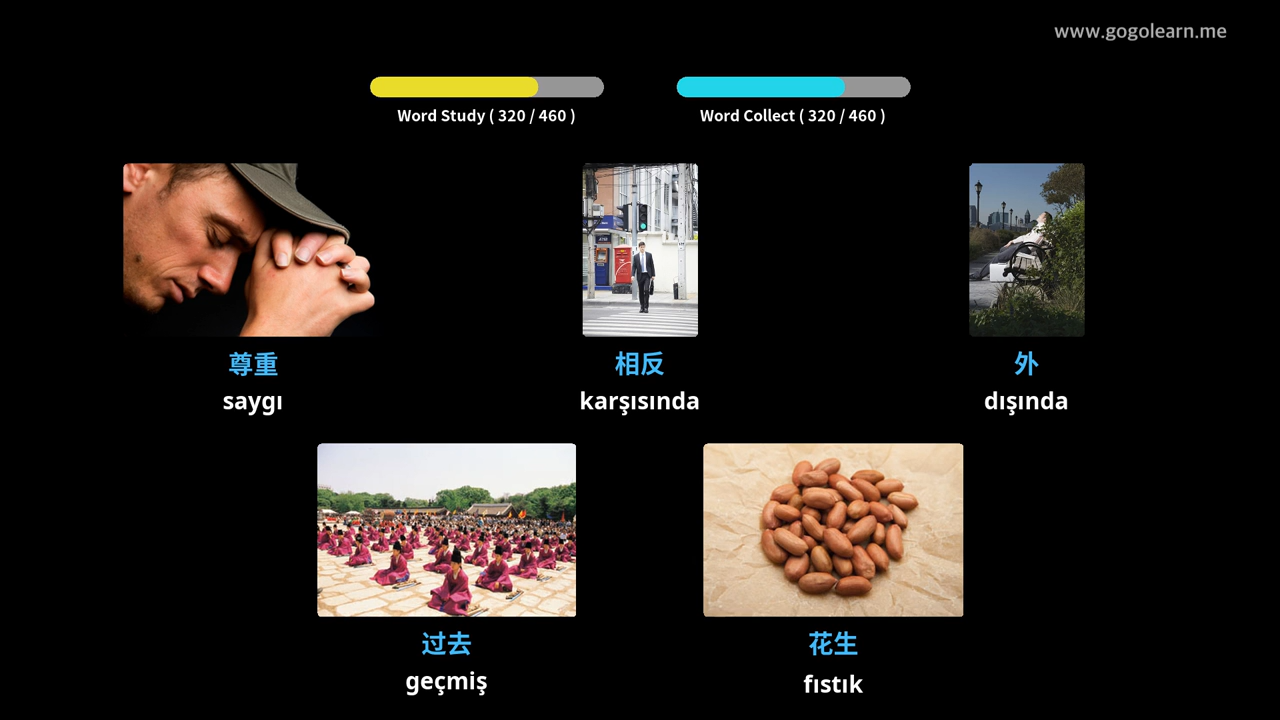 www.gogolearn.me
Word Study ( 320 / 460 )
Word Collect ( 320 / 460 )
尊重
saygı
相反
karşısında
外
dışında
过去
geçmiş
花生
fıstık